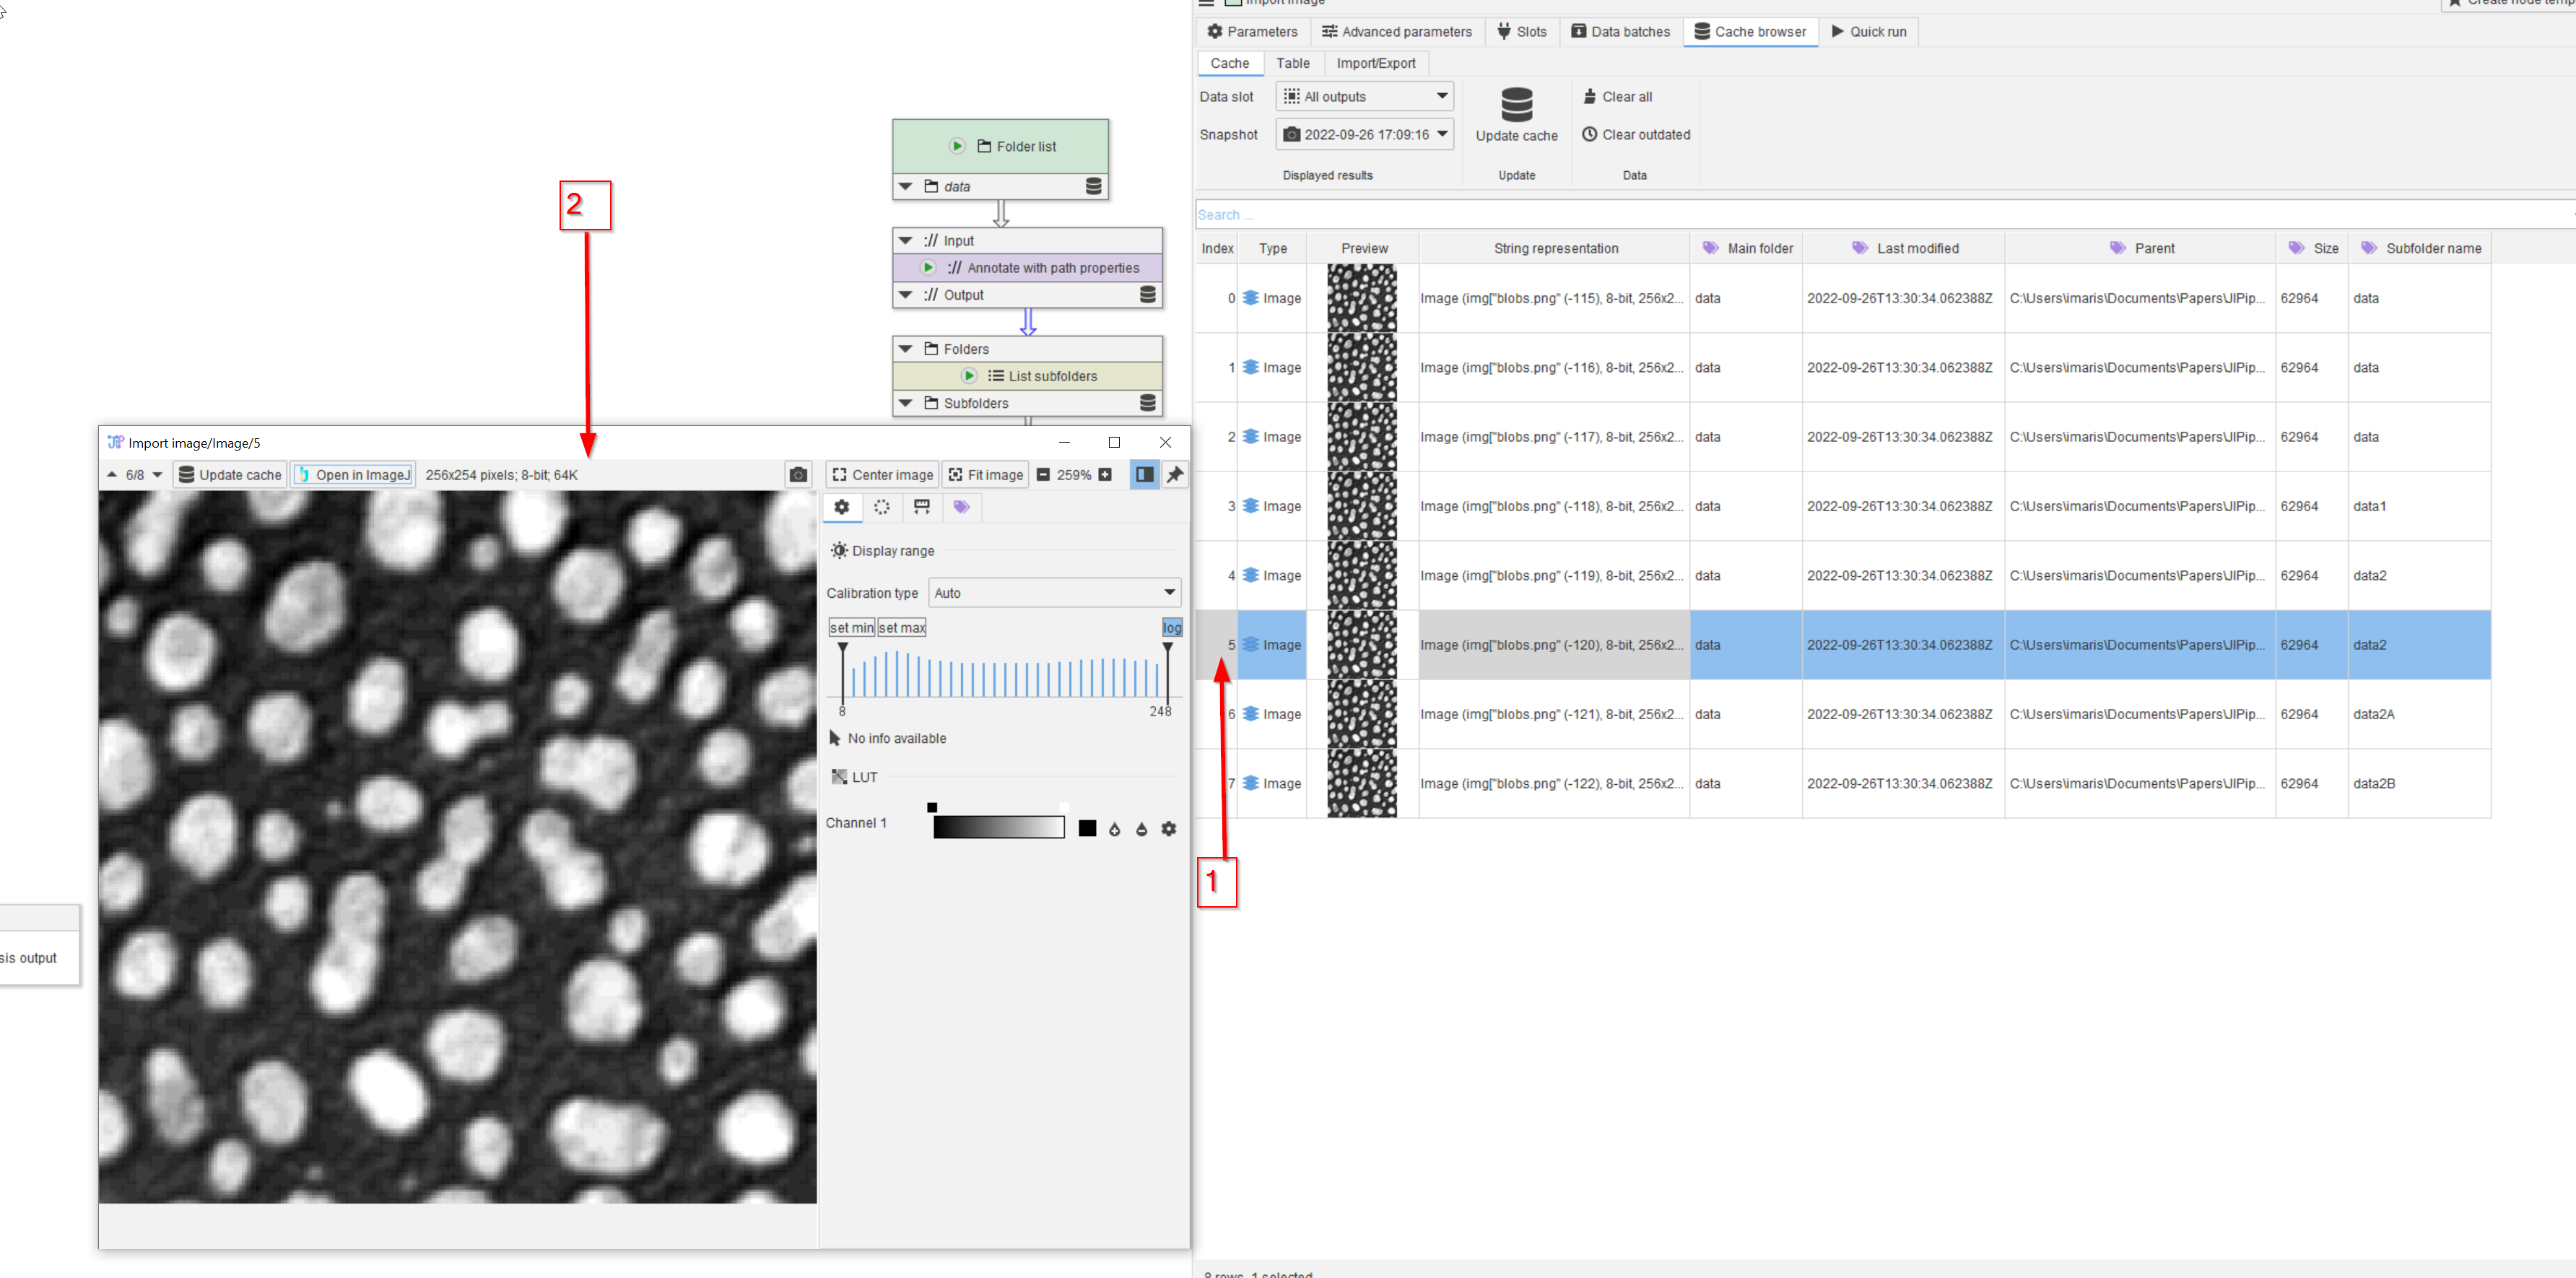 Import image
Parameters Advanced parameters Slots Data batches Cache browser Quick run
Cache Table Import/Export
Data slot All outputs
Snapshot 2022-09-26 17:09:16
Update cache
Clear all
Clear outdated
Displayed results Update Data
Search ...
Index Type Preview String representation Main folder Last modified Parent Size Subfolder name
0 Image Image (img["blobs.png" (-115), 8-bit, 256x2... data 2022-09-26T13:30:34.062388Z C:\Users\imaris\Documents\Papers\JIPip... 62964 data
1 Image Image (img["blobs.png" (-116), 8-bit, 256x2... data 2022-09-26T13:30:34.062388Z C:\Users\imaris\Documents\Papers\JIPip... 62964 data
2 Image Image (img["blobs.png" (-117), 8-bit, 256x2... data 2022-09-26T13:30:34.062388Z C:\Users\imaris\Documents\Papers\JIPip... 62964 data
3 Image Image (img["blobs.png" (-118), 8-bit, 256x2... data 2022-09-26T13:30:34.062388Z C:\Users\imaris\Documents\Papers\JIPip... 62964 data1
4 Image Image (img["blobs.png" (-119), 8-bit, 256x2... data 2022-09-26T13:30:34.062388Z C:\Users\imaris\Documents\Papers\JIPip... 62964 data2
5 Image Image (img["blobs.png" (-120), 8-bit, 256x2... data 2022-09-26T13:30:34.062388Z C:\Users\imaris\Documents\Papers\JIPip... 62964 data2
6 Image Image (img["blobs.png" (-121), 8-bit, 256x2... data 2022-09-26T13:30:34.062388Z C:\Users\imaris\Documents\Papers\JIPip... 62964 data2A
7 Image Image (img["blobs.png" (-122), 8-bit, 256x2... data 2022-09-26T13:30:34.062388Z C:\Users\imaris\Documents\Papers\JIPip... 62964 data2B
1
8 rows, 1 selected
Folder list
data
:// Input
:// Annotate with path properties
:// Output
Folders
List subfolders
Subfolders
2
Import image/Image/5
6/8 Update cache Open in ImageJ 256x254 pixels; 8-bit; 64K Center image Fit image 259%
Display range
Calibration type Auto
set min set max log
8 248
No info available
LUT
Channel 1
sis output